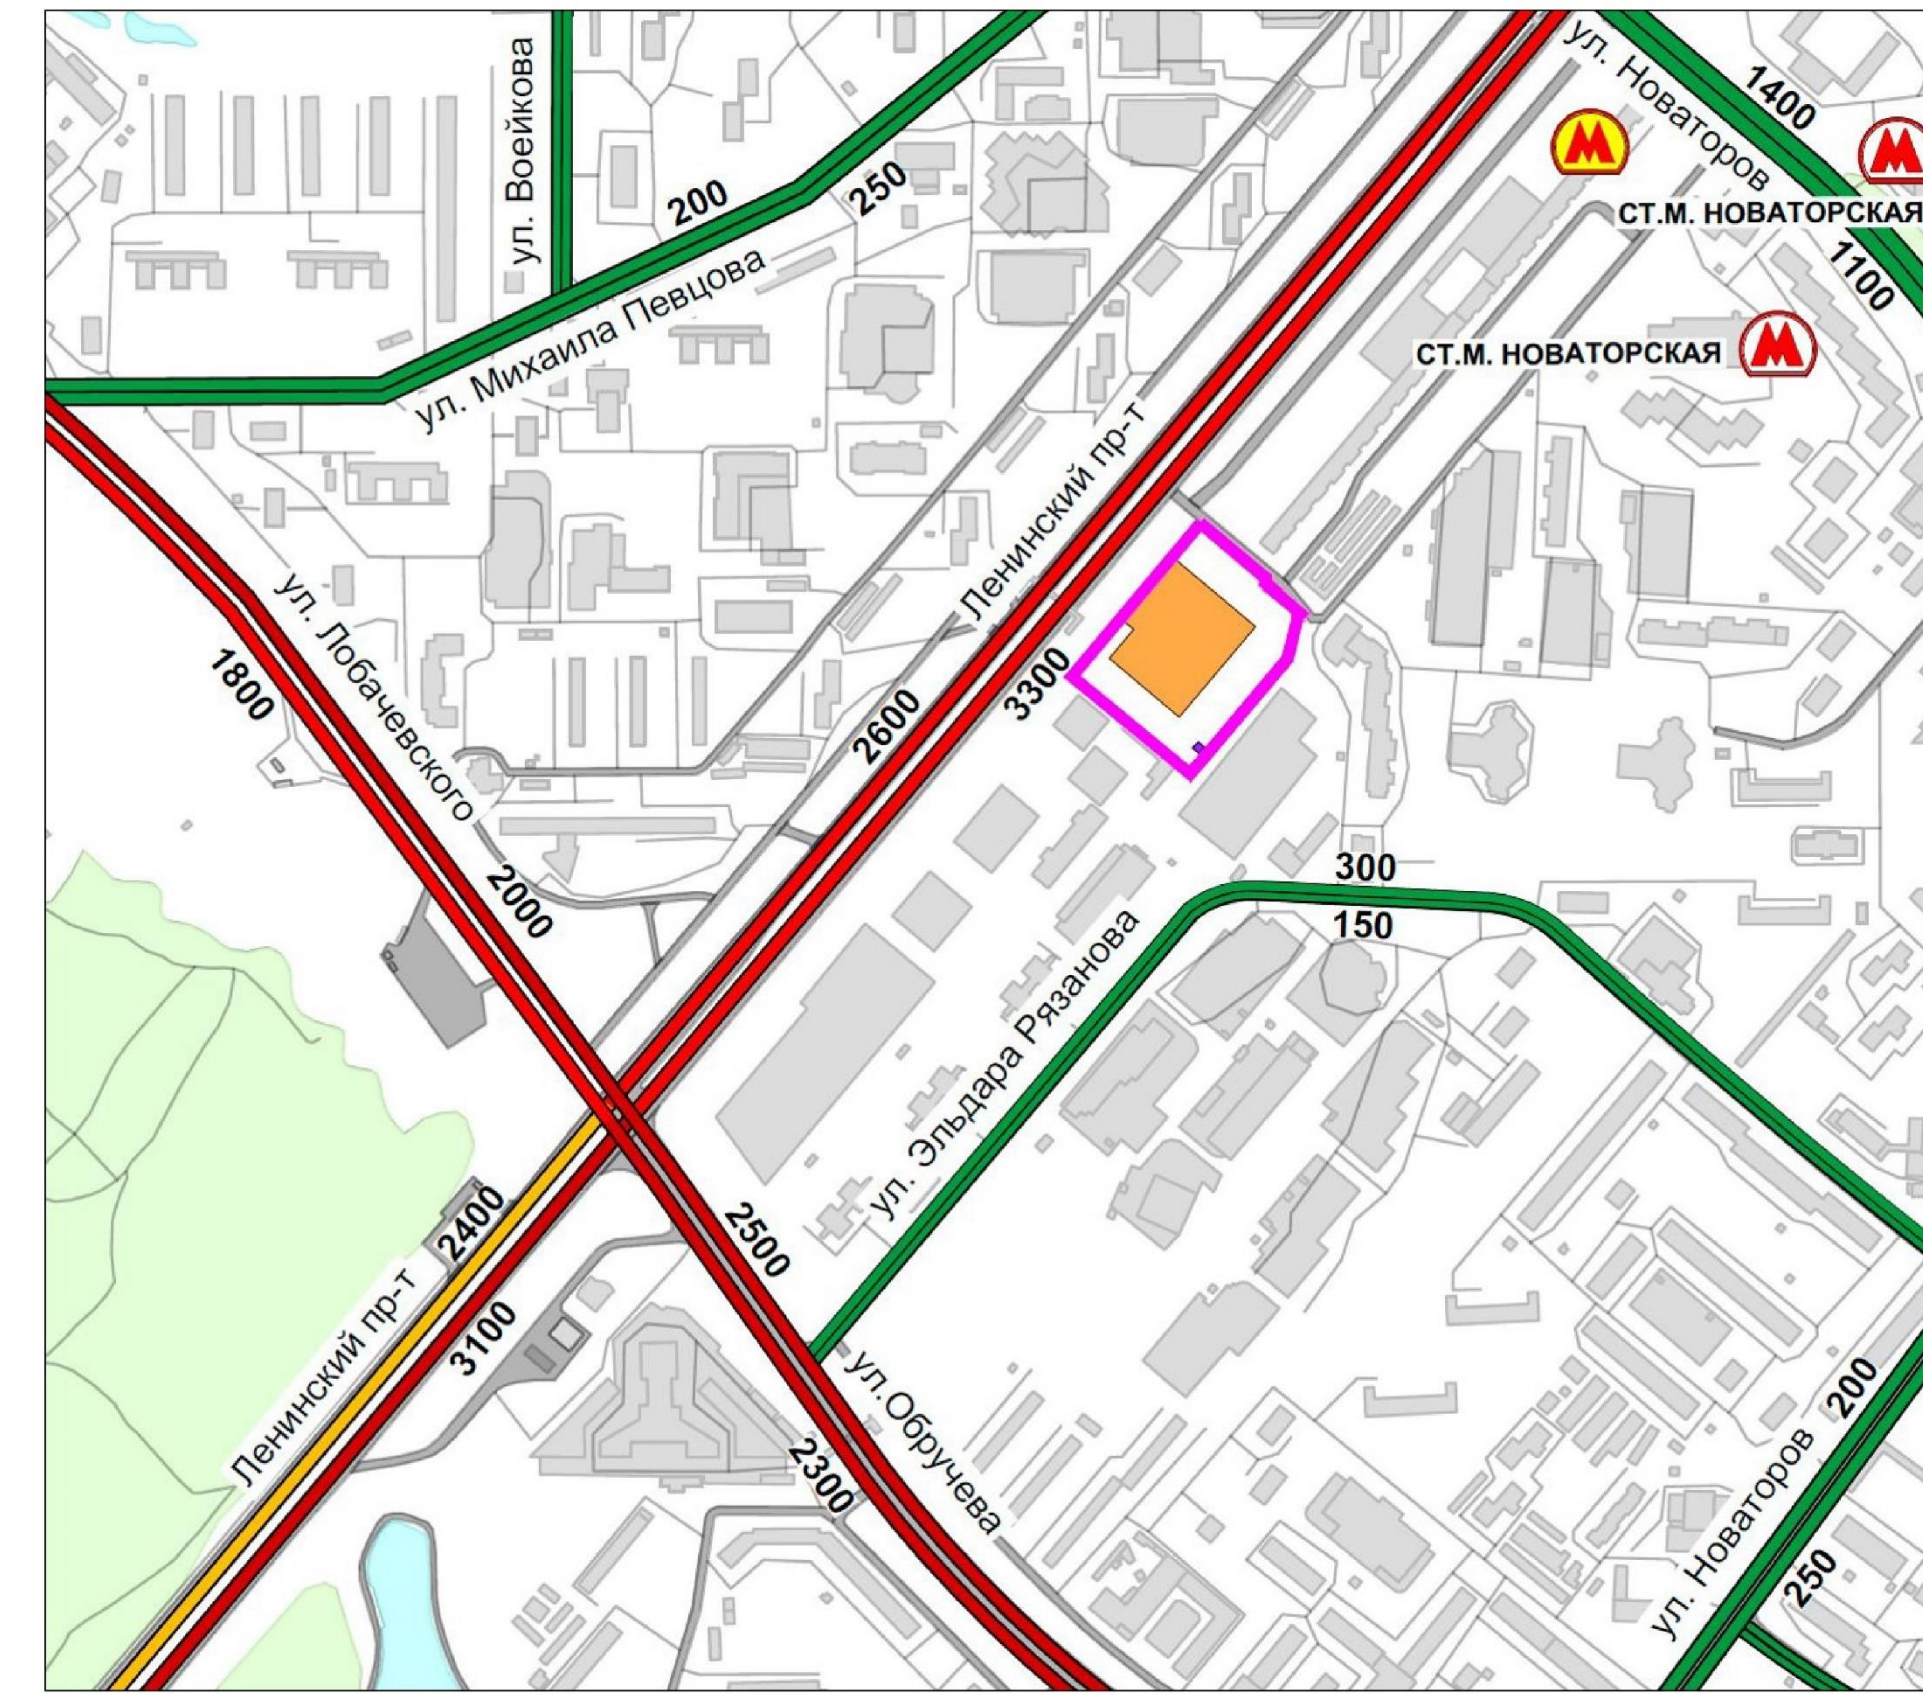 ул. Новаторов
1400
ул. Воейкова
М
М
200
250
СТ.М. НОВАТОРСКАЯ
1100
ул. Михаила Певцова
СТ.М. НОВАТОРСКАЯ
М
Ленинский пр-т
ул. Лобачевского
1800
3300
2600
2000
300
150
ул. Эльдара Рязанова
2400
2500
3100
Ленинский пр-т
ул.Обручева
200
2300
ул. Новаторов
250